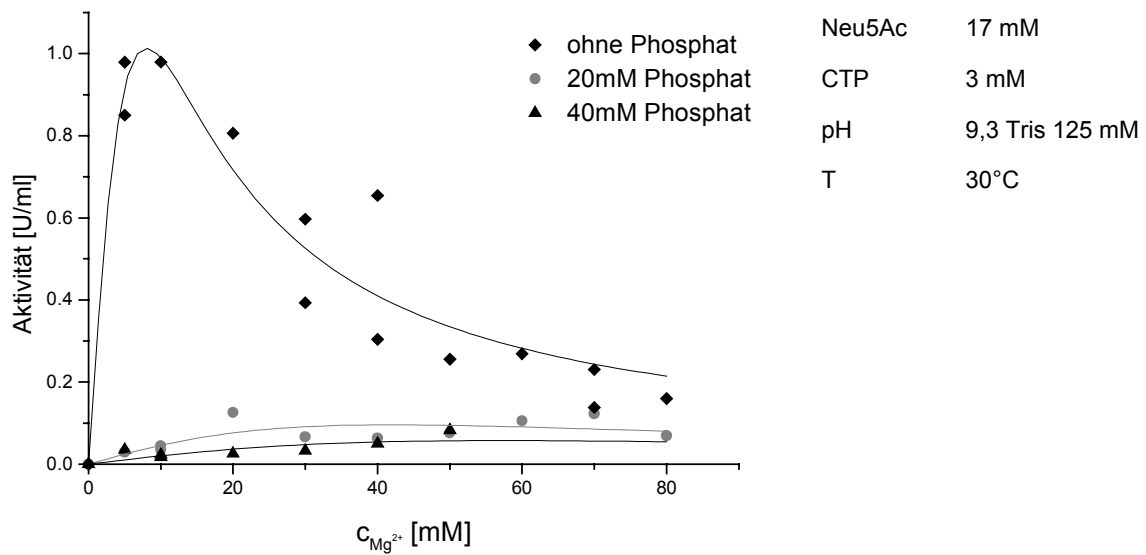 1.0
0.8
0.6
0.4
0.2
0.0
0
20
40
60
80
Aktivität [U/ml]
c Mg²⁺ [mM]
ohne Phosphat
20mM Phosphat
40mM Phosphat
Neu5Ac 17 mM
CTP 3 mM
pH 9,3 Tris 125 mM
T 30°C